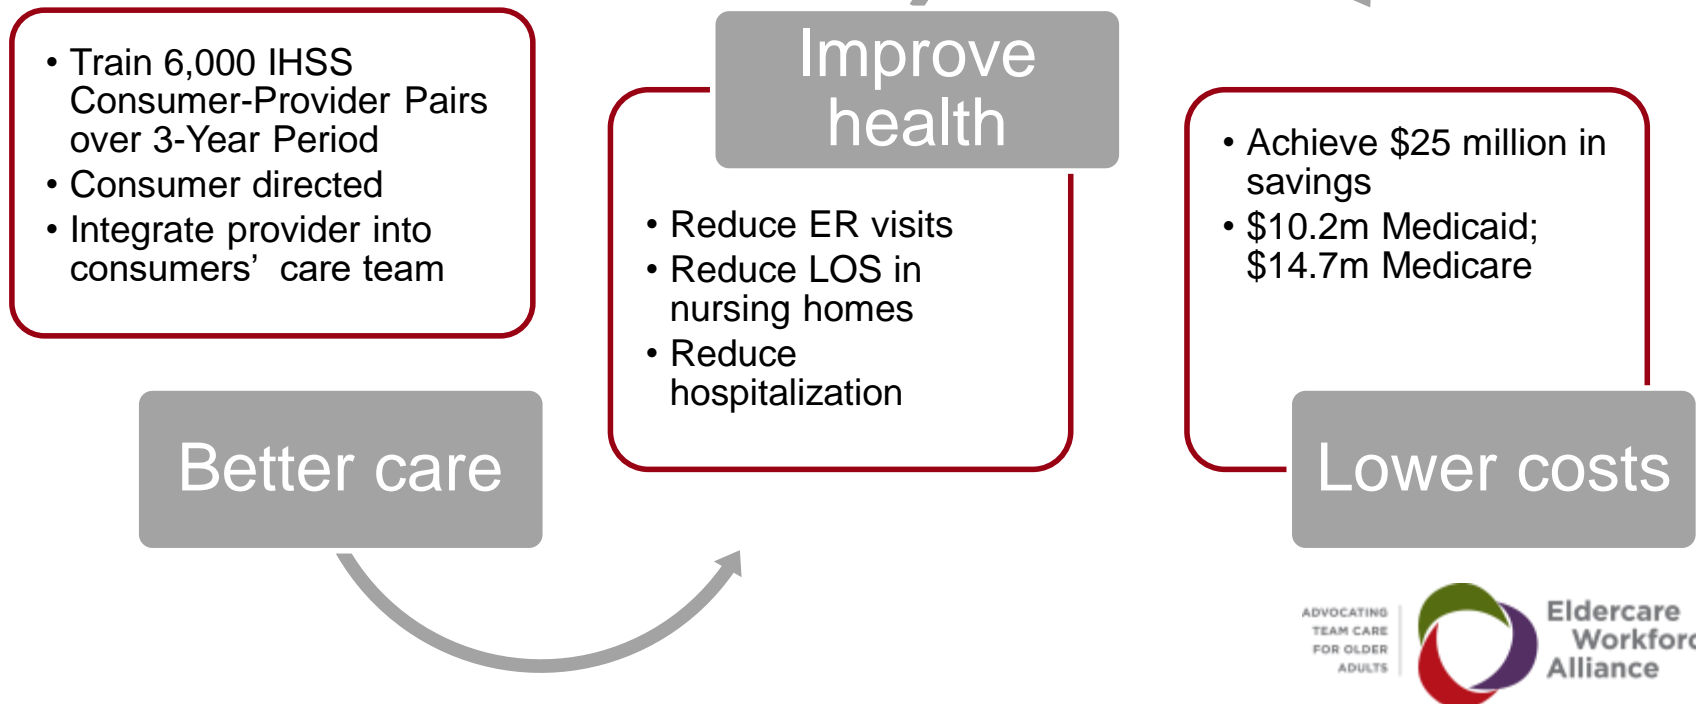 • Train 6,000 IHSS
Consumer-Provider Pairs
over 3-Year Period
• Consumer directed
• Integrate provider into
consumers’ care team
Better care
Improve
health
• Reduce ER visits
• Reduce LOS in
nursing homes
• Reduce
hospitalization
• Achieve $25 million in
savings
• $10.2m Medicaid;
$14.7m Medicare
Lower costs
ADVOCATING
TEAM CARE
FOR OLDER
ADULTS
Eldercare
Workforc
Alliance